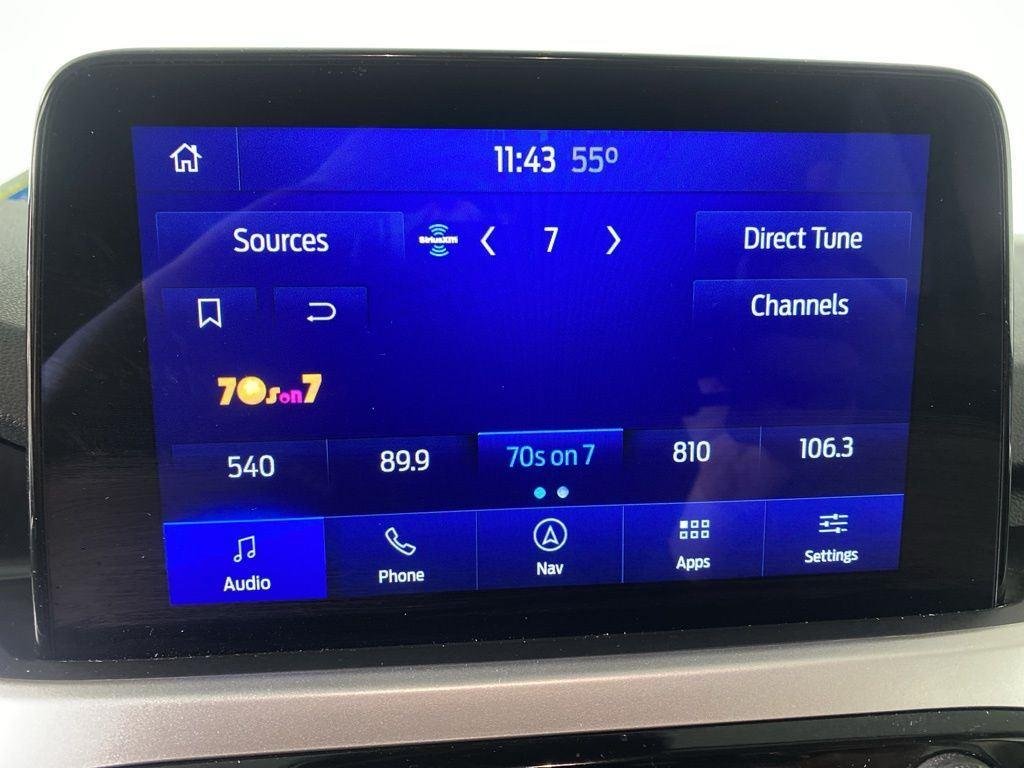 11:43 55º
Sources
SiriusXM
7
Direct Tune
Channels
70s on 7
540
89.9
70s on 7
810
106.3
Audio
Phone
Nav
Apps
Settings